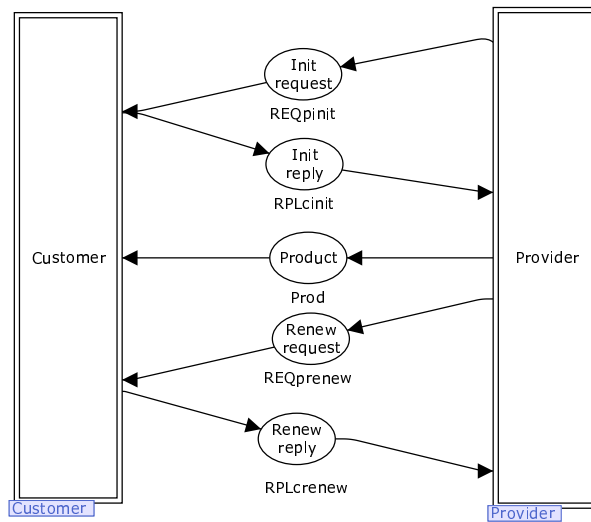 Init
request
REQpinit
Init
reply
RPLcinit
Customer
Product
Provider
Prod
Renew
request
REQprenew
Renew
reply
RPLcrenew
Customer
Provider